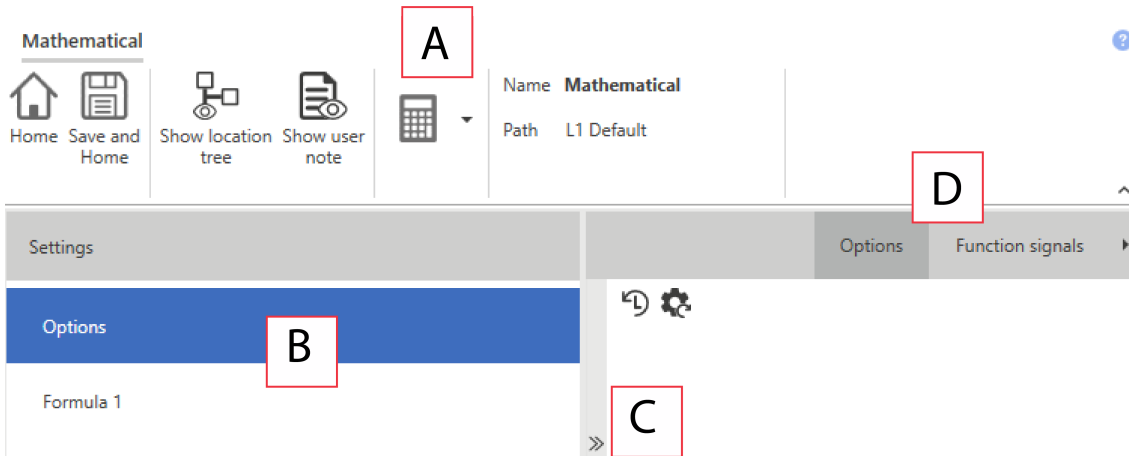 A
Mathematical
?
Name Mathematical
Path L1 Default
Home Save and Home Show location tree Show user note
D
Settings
Options Function signals
Options
B
Formula 1
C